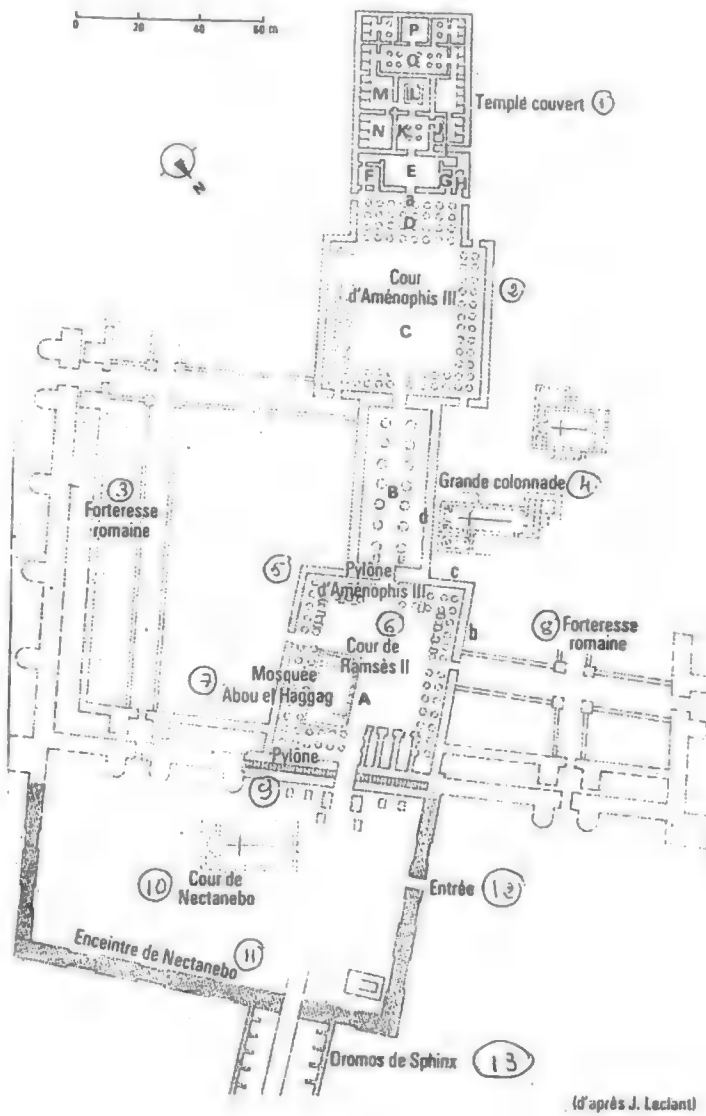 0 20 40 60 m
P
O
M L
Temple couvert 1
N K J
E
F G H
a
D
N
Cour
d'Aménophis III
2
C
B
3
Forteresse
romaine
Grande colonnade 4
d
5
Pylône
d'Aménophis III
c
6
b
8 Forteresse
romaine
Cour de
Ramsès II
7
Mosquée
Abou el Haggag
A
Pylône
9
10
Cour de
Nectanebo
Entrée 12
Enceintre de Nectanebo 11
Dromos de Sphinx 13
(d'après J. Leclant)